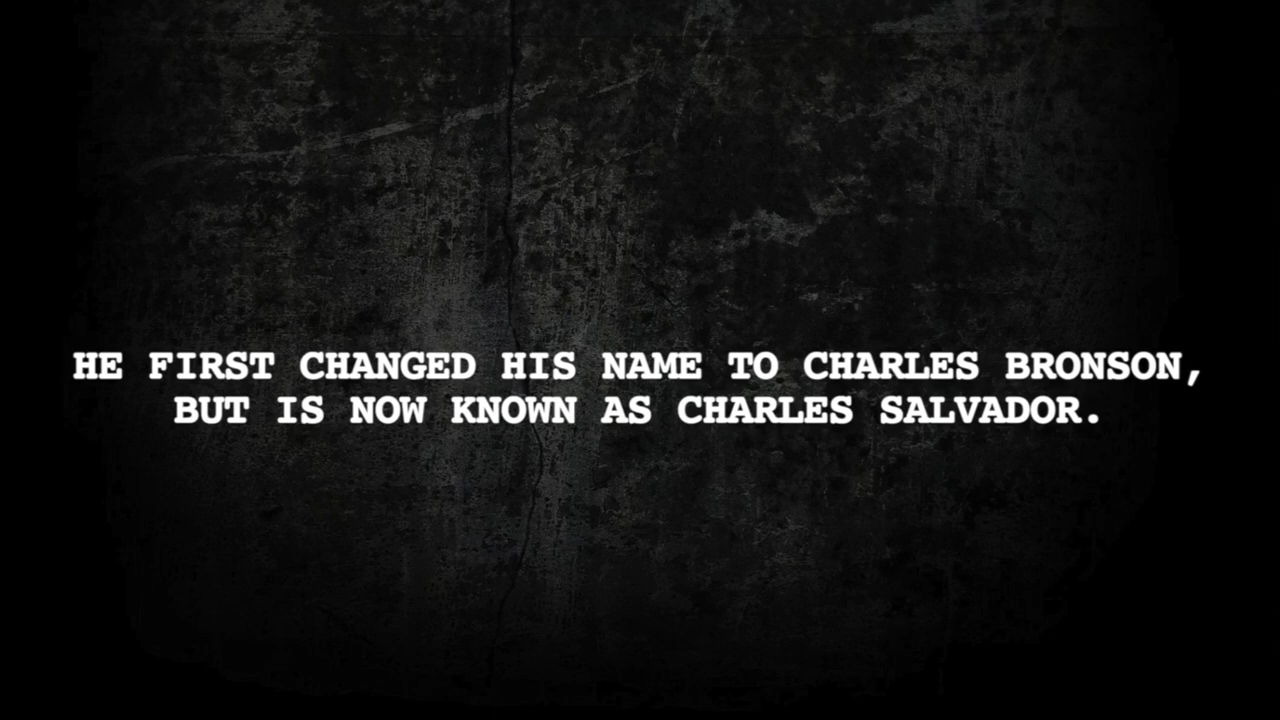 HE FIRST CHANGED HIS NAME TO CHARLES BRONSON,
BUT IS NOW KNOWN AS CHARLES SALVADOR.